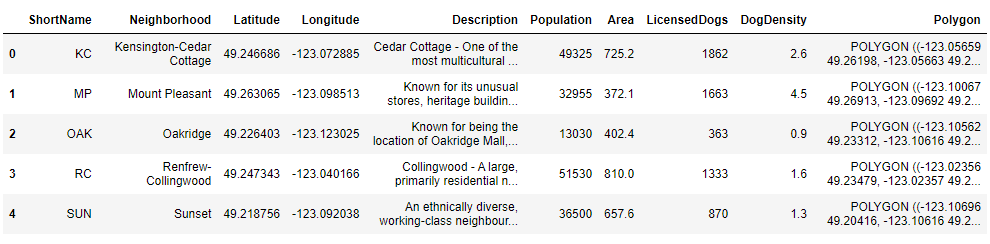 ShortName Neighborhood Latitude Longitude Description Population Area LicensedDogs DogDensity Polygon
0 KC Kensington-Cedar Cottage 49.246686 -123.072885 Cedar Cottage - One of the most multicultural ... 49325 725.2 1862 2.6 POLYGON ((-123.05659 49.26198, -123.05663 49.2...
1 MP Mount Pleasant 49.263065 -123.098513 Known for its unusual stores, heritage buildin... 32955 372.1 1663 4.5 POLYGON ((-123.10067 49.26913, -123.09692 49.2...
2 OAK Oakridge 49.226403 -123.123025 Known for being the location of Oakridge Mall,... 13030 402.4 363 0.9 POLYGON ((-123.10562 49.23312, -123.10616 49.2...
3 RC Renfrew-Collingwood 49.247343 -123.040166 Collingwood - A large, primarily residential n... 51530 810.0 1333 1.6 POLYGON ((-123.02356 49.23479, -123.02357 49.2...
4 SUN Sunset 49.218756 -123.092038 An ethnically diverse, working-class neighbour... 36500 657.6 870 1.3 POLYGON ((-123.10696 49.20416, -123.10616 49.2...